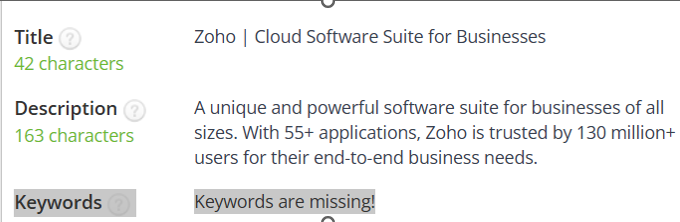 Title ? Zoho | Cloud Software Suite for Businesses
42 characters
Description ? A unique and powerful software suite for businesses of all
163 characters sizes. With 55+ applications, Zoho is trusted by 130 million+
users for their end-to-end business needs.
Keywords ? Keywords are missing!